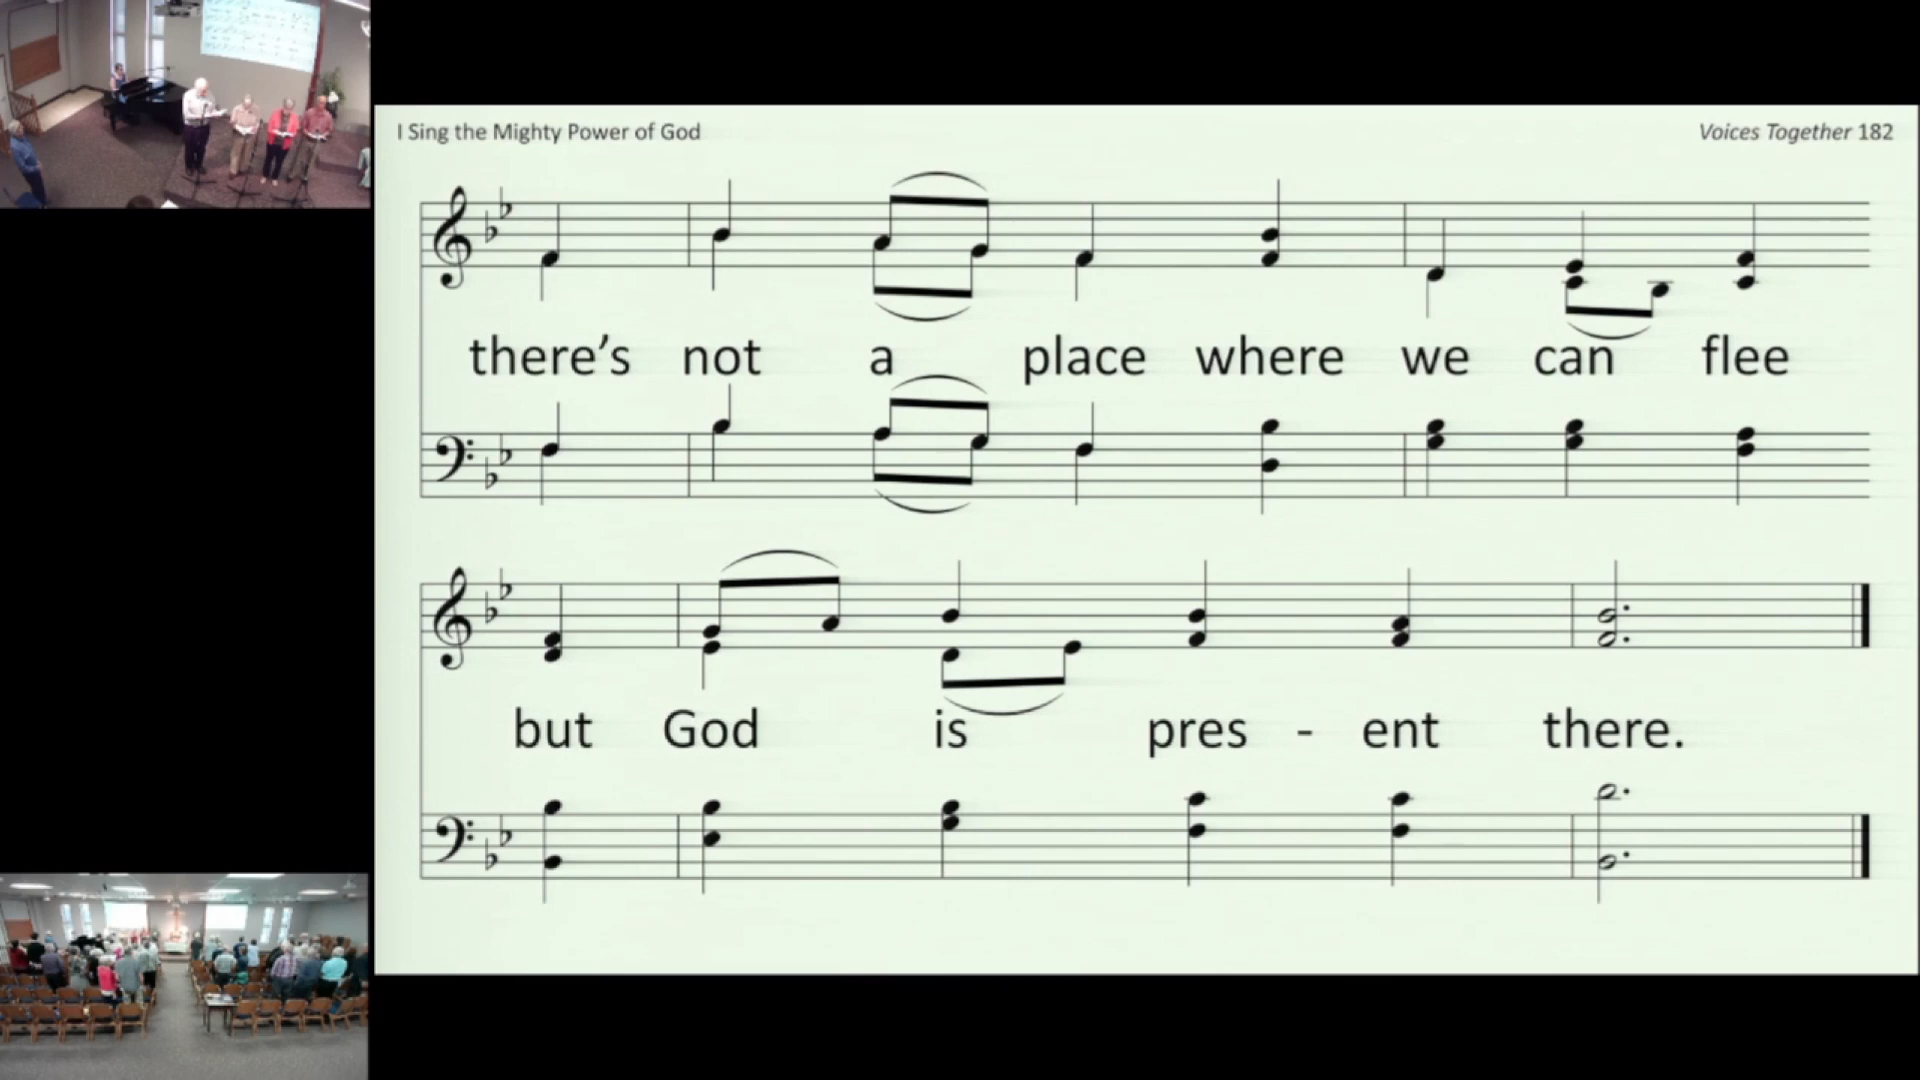 I Sing the Mighty Power of God
Voices Together 182
there’s not a place where we can flee
but God is pres - ent there.